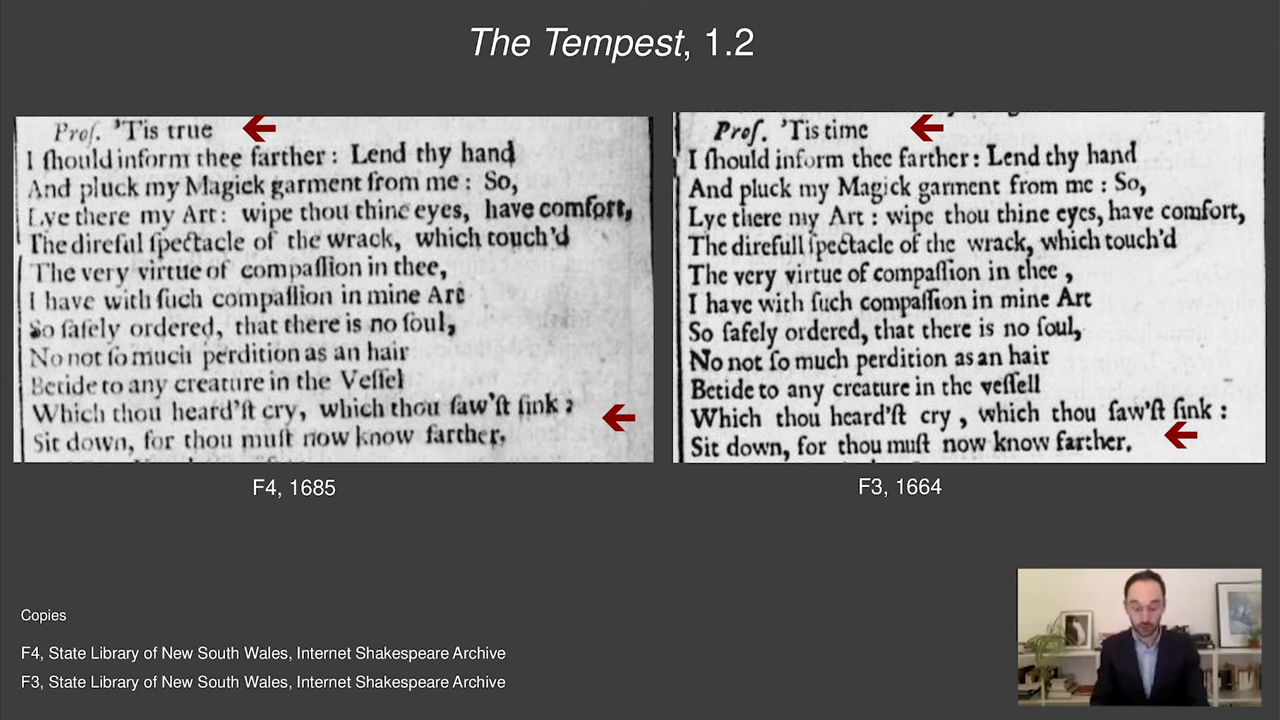 The Tempest, 1.2
Proſ. 'Tis true
I ſhould inform thee farther : Lend thy hand
And pluck my Magick garment from me : So,
Lye there my Art : wipe thou thine eyes, have comfort,
The direful ſpectacle of the wrack, which touch'd
The very virtue of compaſſion in thee,
I have with ſuch compaſſion in mine Art
So ſafely ordered, that there is no ſoul,
No not ſo much perdition as an hair
Betide to any creature in the Veſſel
Which thou heard'ſt cry, which thou ſaw'ſt ſink ?
Sit down, for thou muſt now know farther.
F4, 1685
Proſ. 'Tis time
I ſhould inform thee farther : Lend thy hand
And pluck my Magick garment from me : So,
Lye there my Art : wipe thou thine eyes, have comfort,
The direfull ſpectacle of the wrack, which touch'd
The very virtue of compaſſion in thee ,
I have with ſuch compaſſion in mine Art
So ſafely ordered, that there is no ſoul,
No not ſo much perdition as an hair
Betide to any creature in the veſſell
Which thou heard'ſt cry , which thou ſaw'ſt ſink :
Sit down, for thou muſt now know farther.
F3, 1664
Copies
F4, State Library of New South Wales, Internet Shakespeare Archive
F3, State Library of New South Wales, Internet Shakespeare Archive